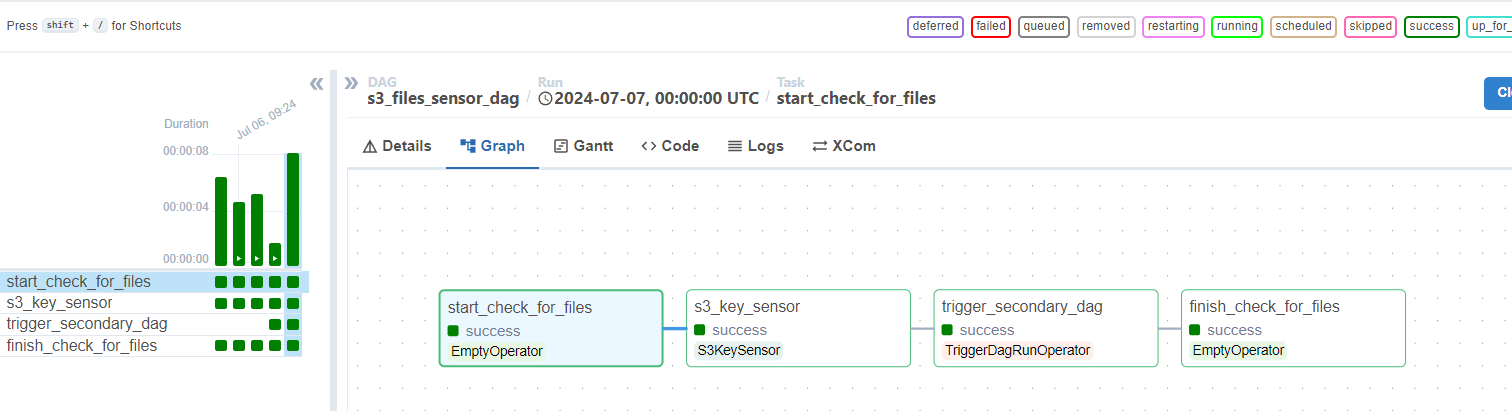 Press shift + / for Shortcuts
deferred failed queued removed restarting running scheduled skipped success up_for_
DAG Run Task
s3_files_sensor_dag / 2024-07-07, 00:00:00 UTC / start_check_for_files
Cl
Details Graph Gantt Code Logs XCom
Jul 06, 09:24
Duration
00:00:08
00:00:04
00:00:00
start_check_for_files
s3_key_sensor
trigger_secondary_dag
finish_check_for_files
start_check_for_files
success
EmptyOperator
s3_key_sensor
success
S3KeySensor
trigger_secondary_dag
success
TriggerDagRunOperator
finish_check_for_files
success
EmptyOperator